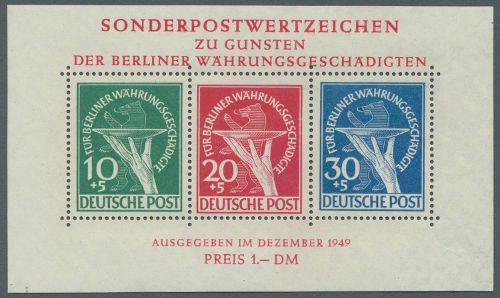 SONDERPOSTWERTZEICHEN
ZU GUNSTEN
DER BERLINER WÄHRUNGSGESCHÄDIGTEN
FÜR BERLINER WÄHRUNGSGESCHÄDIGTE
10
+5
DEUTSCHE POST
FÜR BERLINER WÄHRUNGSGESCHÄDIGTE
20
+5
DEUTSCHE POST
FÜR BERLINER WÄHRUNGSGESCHÄDIGTE
30
+5
DEUTSCHE POST
AUSGEGEBEN IM DEZEMBER 1949
PREIS 1.— DM